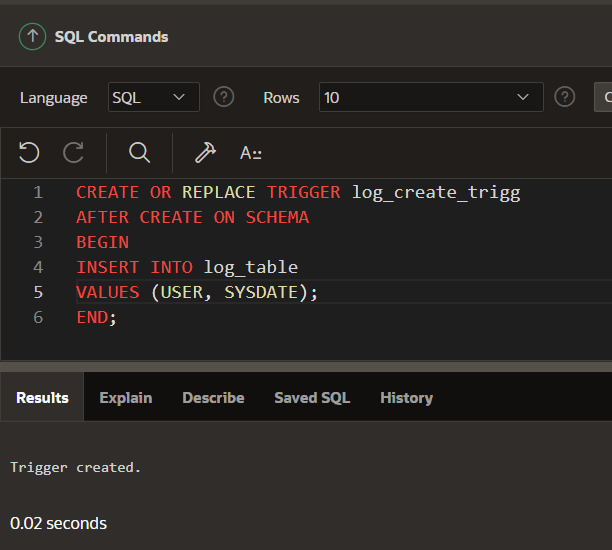 SQL Commands
Language SQL Rows 10
A::
1 CREATE OR REPLACE TRIGGER log_create_trigg
2 AFTER CREATE ON SCHEMA
3 BEGIN
4 INSERT INTO log_table
5 VALUES (USER, SYSDATE);
6 END;
Results Explain Describe Saved SQL History
Trigger created.
0.02 seconds